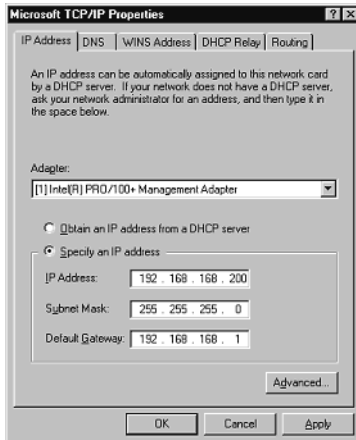 Microsoft TCP/IP Properties
IP Address DNS WINS Address DHCP Relay Routing
An IP address can be automatically assigned to this network card
by a DHCP server. If your network does not have a DHCP server,
ask your network administrator for an address, and then type it in
the space below.
Adapter:
[1] Intel(R) PRO/100+ Management Adapter
Obtain an IP address from a DHCP server
Specify an IP address
IP Address: 192 . 168 . 168 . 200
Subnet Mask: 255 . 255 . 255 . 0
Default Gateway: 192 . 168 . 168 . 1
Advanced...
OK Cancel Apply